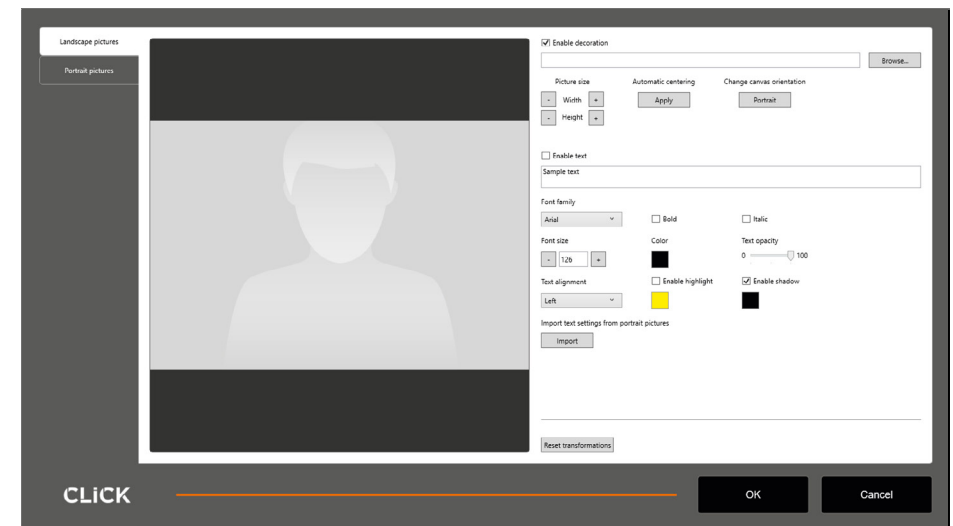 Landscape pictures
Portrait pictures
Enable decoration
Browse...
Picture size
Automatic centering
Change canvas orientation
- Width +
Apply
Portrait
- Height +
Enable text
Sample text
Font family
Arial
Bold
Italic
Font size
Color
Text opacity
- 126 +
0 100
Text alignment
Enable highlight
Enable shadow
Left
Import text settings from portrait pictures
Import
Reset transformations
CLiCK
OK
Cancel